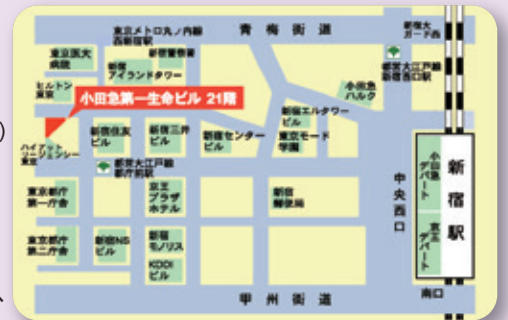 東京メトロ丸ノ内線
西新宿駅
青梅街道
新宿大
ガード西
東京医大
病院
新宿警察署
新宿
アイランドタワー
都営大江戸線
新宿西口駅
ヒルトン
東京
小田急
ハルク
小田急第一生命ビル 21階
新宿エルタワー
ビル
)
新宿住友
ビル
新宿三井
ビル
新宿センター
ビル
東京モード
学園
ハイアット
リージェンシー
東京
都営大江戸線
都庁前駅
小田急
デパート
新宿駅
東京都庁
第一庁舎
京王
プラザ
ホテル
新宿
郵便局
中央西口
京王
デパート
東京都庁
第二庁舎
新宿NS
ビル
新宿
モノリス
KDDI
ビル
甲州街道
南口